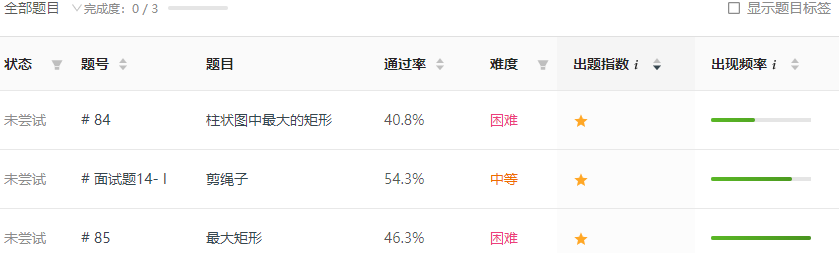 全部题目 完成度：0 / 3 显示题目标签
状态 题号 题目 通过率 难度 出题指数 i 出现频率 i
未尝试 # 84 柱状图中最大的矩形 40.8% 困难
未尝试 # 面试题14- I 剪绳子 54.3% 中等
未尝试 # 85 最大矩形 46.3% 困难